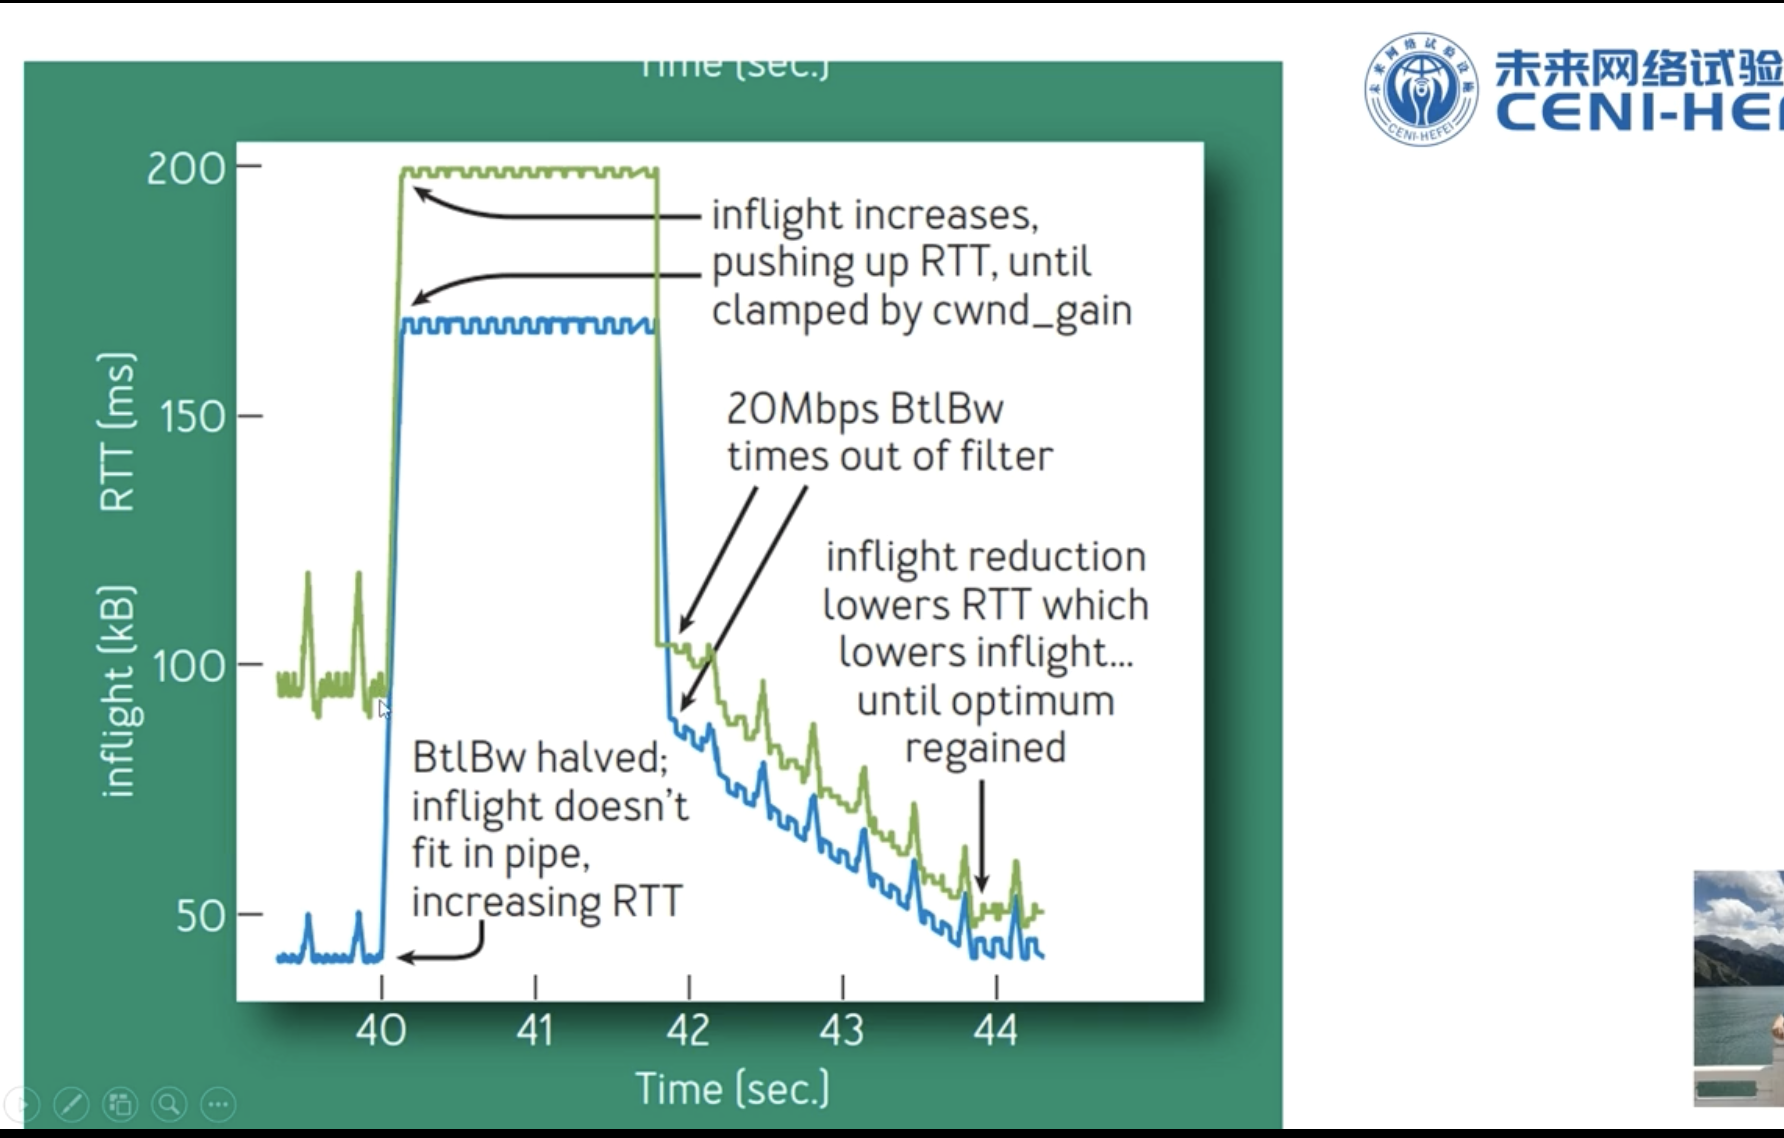 Time (sec.)
未来网络试验
CENI-HE
CENI-HEFEI
200
150
100
50
RTT (ms)
inflight (kB)
inflight increases,
pushing up RTT, until
clamped by cwnd_gain
20Mbps BtlBw
times out of filter
inflight reduction
lowers RTT which
lowers inflight...
until optimum
regained
BtlBw halved;
inflight doesn't
fit in pipe,
increasing RTT
40 41 42 43 44
Time (sec.)